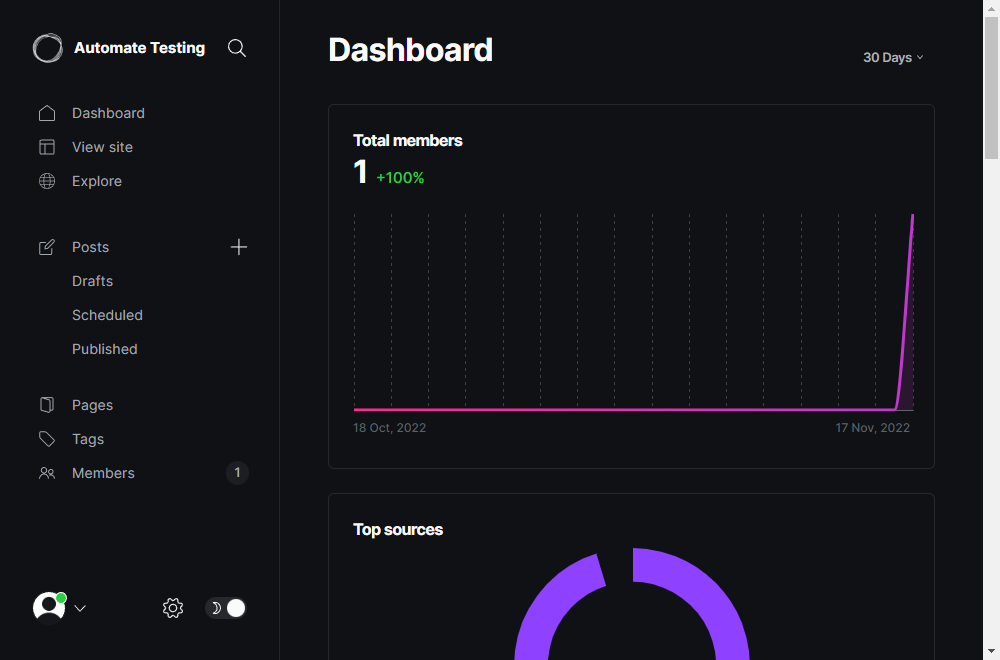 Automate Testing
Dashboard
View site
Explore
Posts
Drafts
Scheduled
Published
Pages
Tags
Members
1
Dashboard
30 Days
Total members
1 +100%
18 Oct, 2022
17 Nov, 2022
Top sources